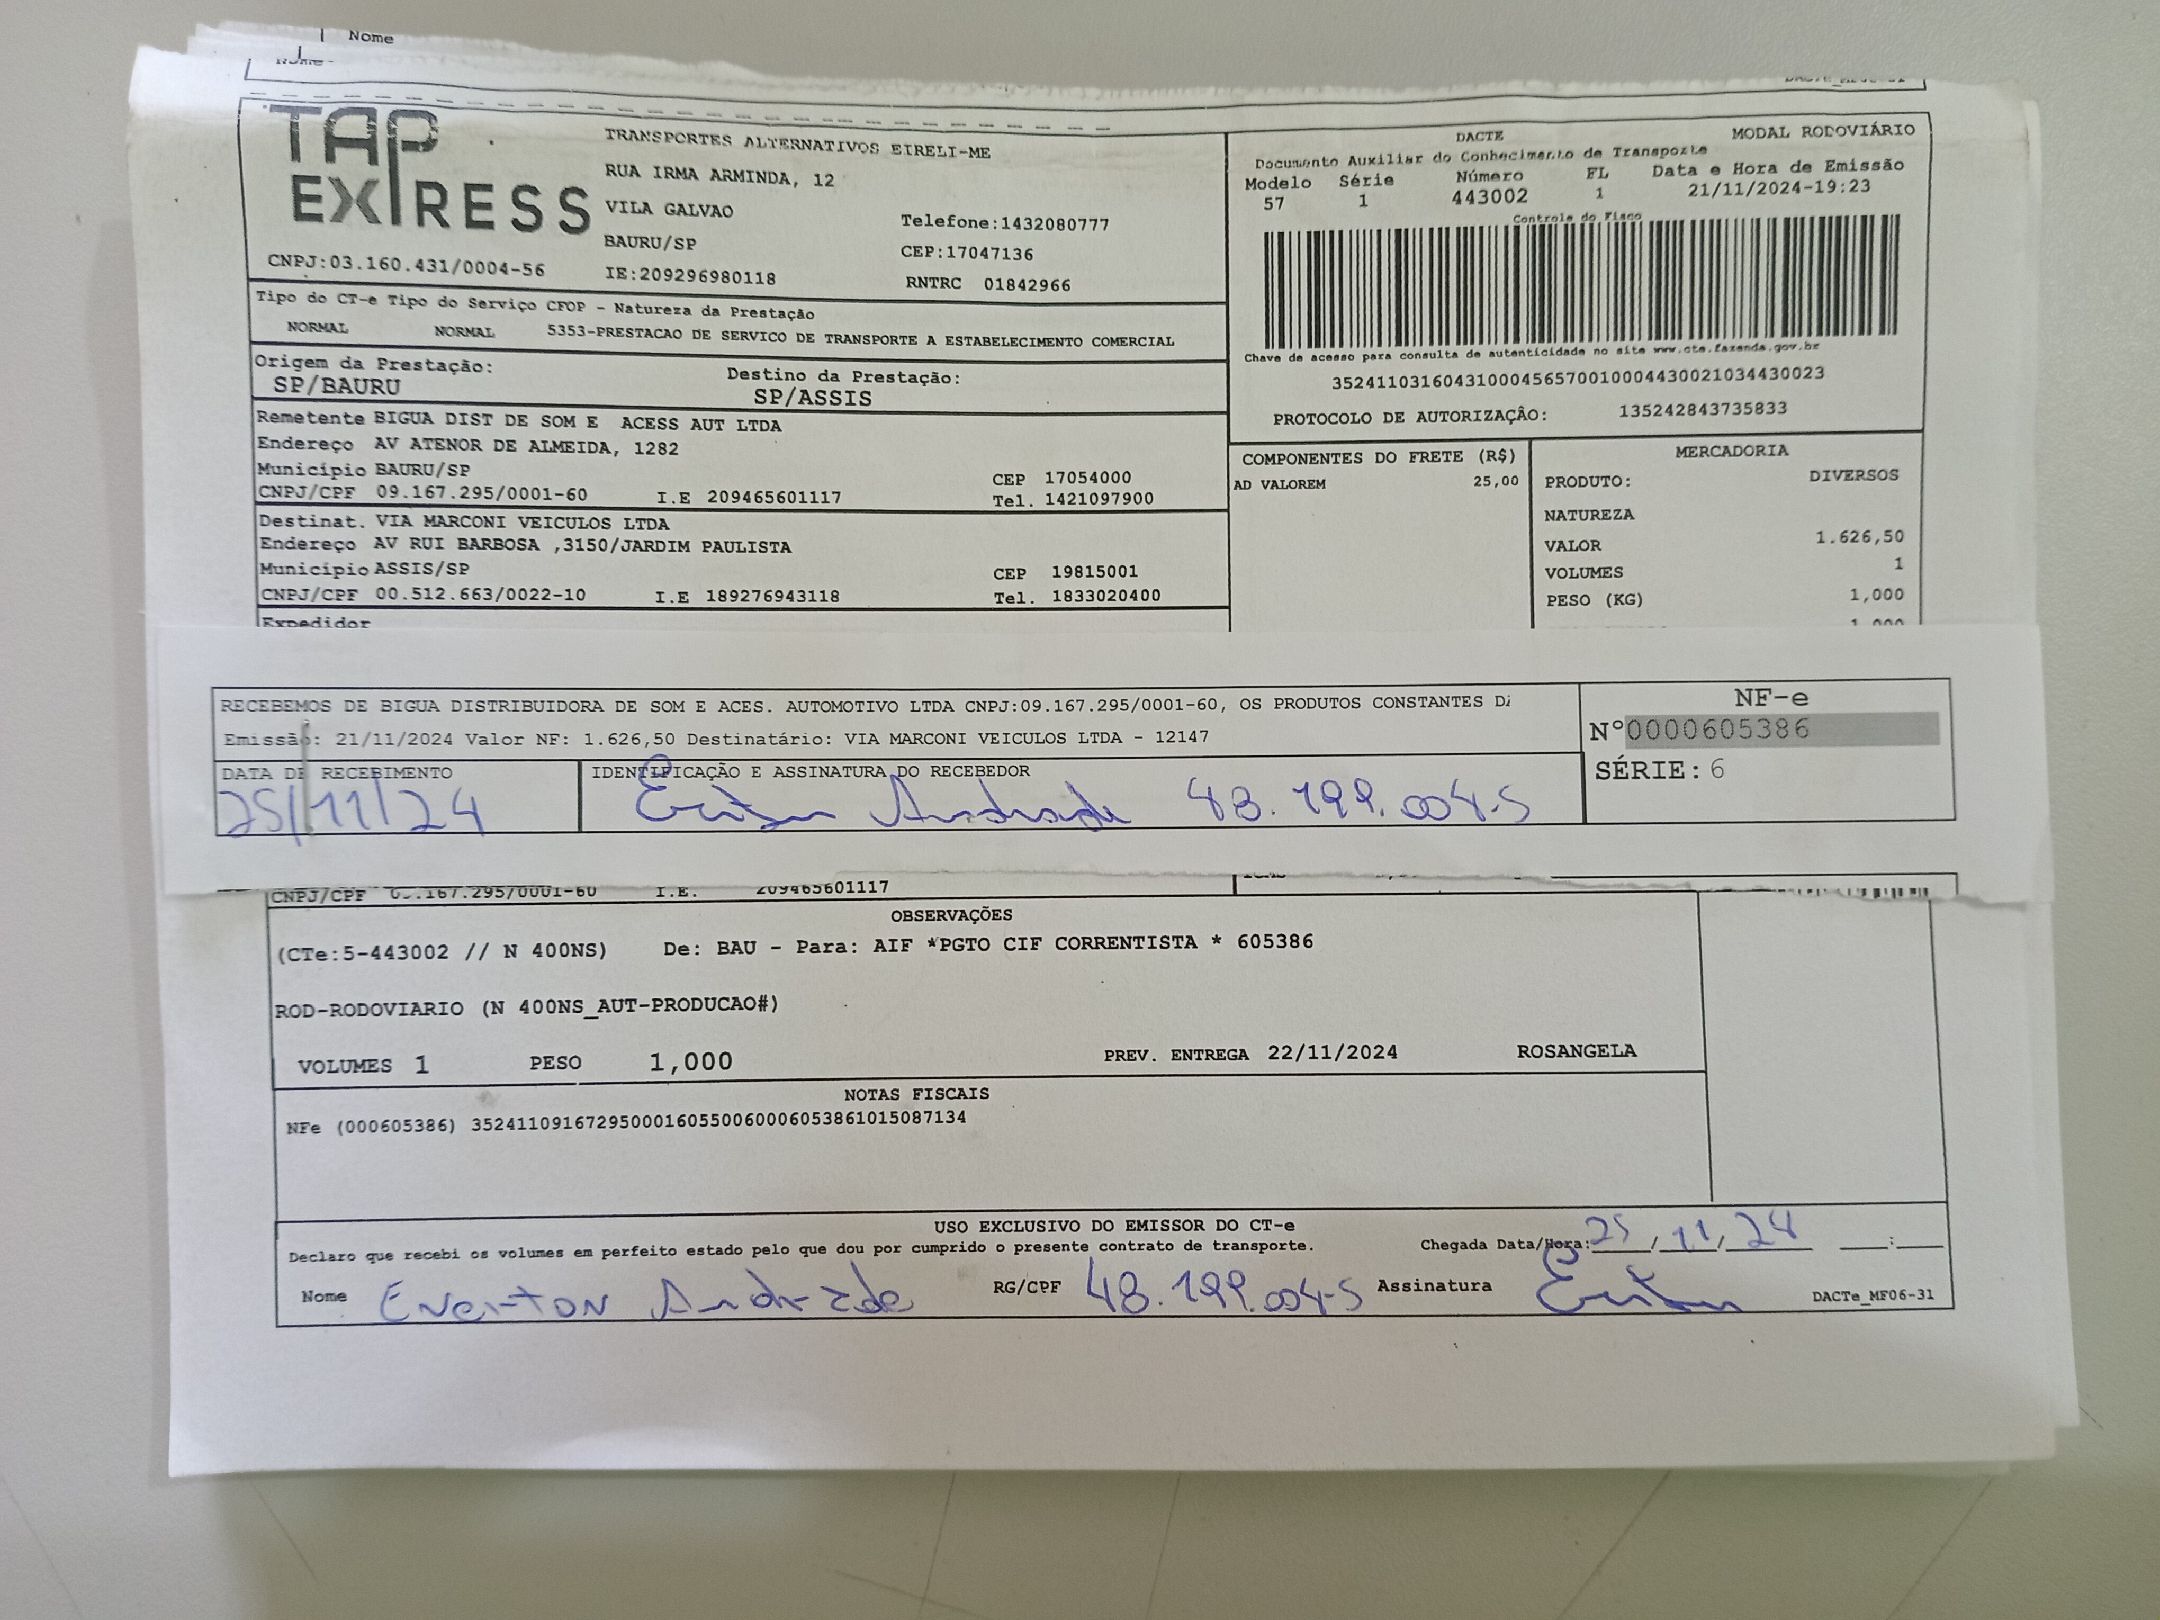 Nome
TAP EXPRESS
TRANSPORTES ALTERNATIVOS EIRELI-ME
RUA IRMA ARMINDA, 12
VILA GALVAO
Telefone:1432080777
BAURU/SP
CEP:17047136
CNPJ:03.160.431/0004-56
IE:209296980118
RNTRC 01842966
DACTE
MODAL RODOVIÁRIO
Documento Auxiliar do Conhecimento de Transporte
Modelo Série Número FL Data e Hora de Emissão
57 1 443002 1 21/11/2024-19:23
Controle do Fisco
Chave de acesso para consulta de autenticidade no site www.cte.fazenda.gov.br
35241103160431000456570010004430021034430023
PROTOCOLO DE AUTORIZAÇÃO: 135242843735833
Tipo do CT-e Tipo do Serviço CFOP - Natureza da Prestação
NORMAL NORMAL 5353-PRESTACAO DE SERVICO DE TRANSPORTE A ESTABELECIMENTO COMERCIAL
Origem da Prestação: Destino da Prestação:
SP/BAURU SP/ASSIS
Remetente BIGUA DIST DE SOM E ACESS AUT LTDA
Endereço AV ATENOR DE ALMEIDA, 1282
Município BAURU/SP CEP 17054000
CNPJ/CPF 09.167.295/0001-60 I.E 209465601117 Tel. 1421097900
Destinat. VIA MARCONI VEICULOS LTDA
Endereço AV RUI BARBOSA ,3150/JARDIM PAULISTA
Município ASSIS/SP CEP 19815001
CNPJ/CPF 00.512.663/0022-10 I.E 189276943118 Tel. 1833020400
Expedidor
COMPONENTES DO FRETE (R$)
AD VALOREM 25,00
MERCADORIA
PRODUTO: DIVERSOS
NATUREZA
VALOR 1.626,50
VOLUMES 1
PESO (KG) 1,000
1,000
RECEBEMOS DE BIGUA DISTRIBUIDORA DE SOM E ACES. AUTOMOTIVO LTDA CNPJ:09.167.295/0001-60, OS PRODUTOS CONSTANTES
Emissão: 21/11/2024 Valor NF: 1.626,50 Destinatário: VIA MARCONI VEICULOS LTDA - 12147
DATA DE RECEBIMENTO IDENTIFICAÇÃO E ASSINATURA DO RECEBEDOR
25/11/24 Andrade 48.199.004-5
NF-e
Nº0000605386
SÉRIE: 6
CNPJ/CPF 09.167.295/0001-60 I.E. 209465601117
OBSERVAÇÕES
(CTe:5-443002 // N 400NS) De: BAU - Para: AIF *PGTO CIF CORRENTISTA * 605386
ROD-RODOVIARIO (N 400NS_AUT-PRODUCAO#)
VOLUMES 1 PESO 1,000 PREV. ENTREGA 22/11/2024 ROSANGELA
NOTAS FISCAIS
NFe (000605386) 35241109167295000160550060006053861015087134
USO EXCLUSIVO DO EMISSOR DO CT-e
Declaro que recebi os volumes em perfeito estado pelo que dou por cumprido o presente contrato de transporte. Chegada Data/Hora: 25/11/24 :
Nome Everton Andrade RG/CPF 48.199.004-5 Assinatura
DACTe_MF06-31